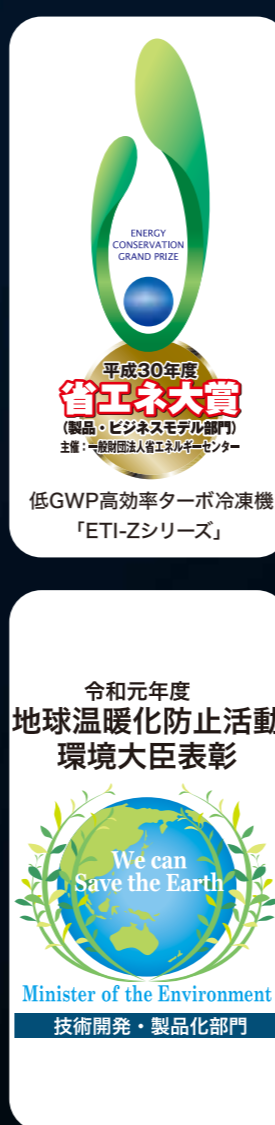 ENERGY
CONSERVATION
GRAND PRIZE
平成30年度
省エネ大賞
(製品・ビジネスモデル部門)
主催：一般財団法人省エネルギーセンター
低GWP高効率ターボ冷凍機
「ETI-Zシリーズ」
令和元年度
地球温暖化防止活動
環境大臣表彰
We can
Save the Earth
Minister of the Environment
技術開発・製品化部門